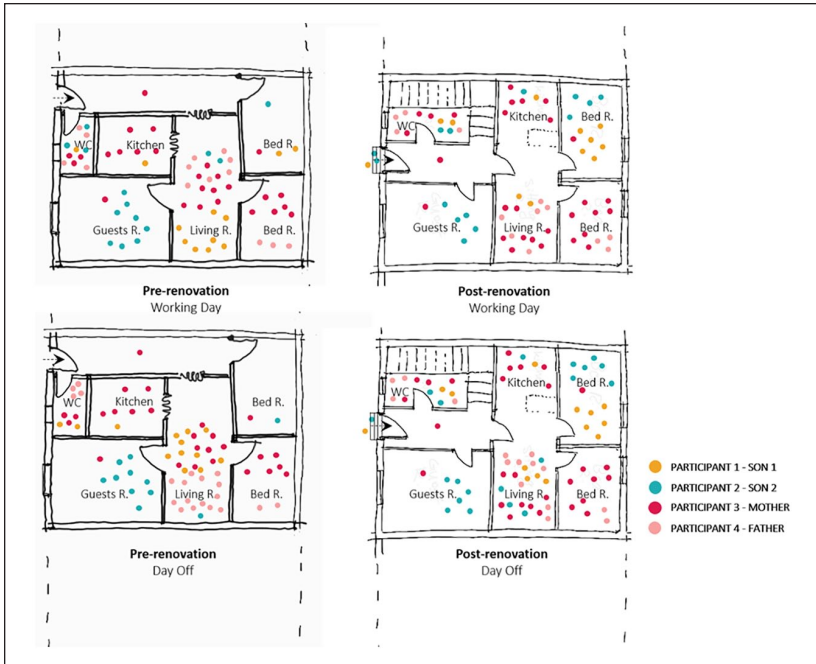 WC
Kitchen
Bed R.
Guests R.
Living R.
Bed R.
Pre-renovation
Working Day
WC
Kitchen
Bed R.
Guests R.
Living R.
Bed R.
Post-renovation
Working Day
WC
Kitchen
Bed R.
Guests R.
Living R.
Bed R.
Pre-renovation
Day Off
WC
Kitchen
Bed R.
Guests R.
Living R.
Bed R.
Post-renovation
Day Off
PARTICIPANT 1 - SON 1
PARTICIPANT 2 - SON 2
PARTICIPANT 3 - MOTHER
PARTICIPANT 4 - FATHER